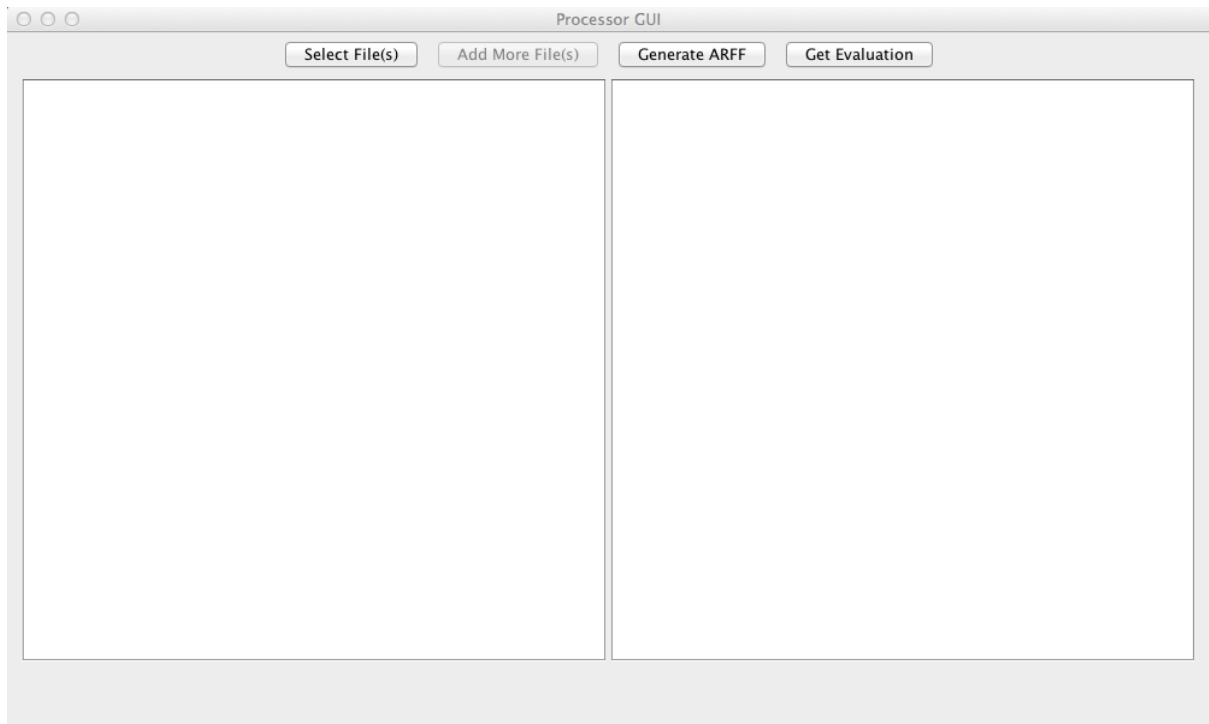 Processor GUI
Select File(s) Add More File(s) Generate ARFF Get Evaluation